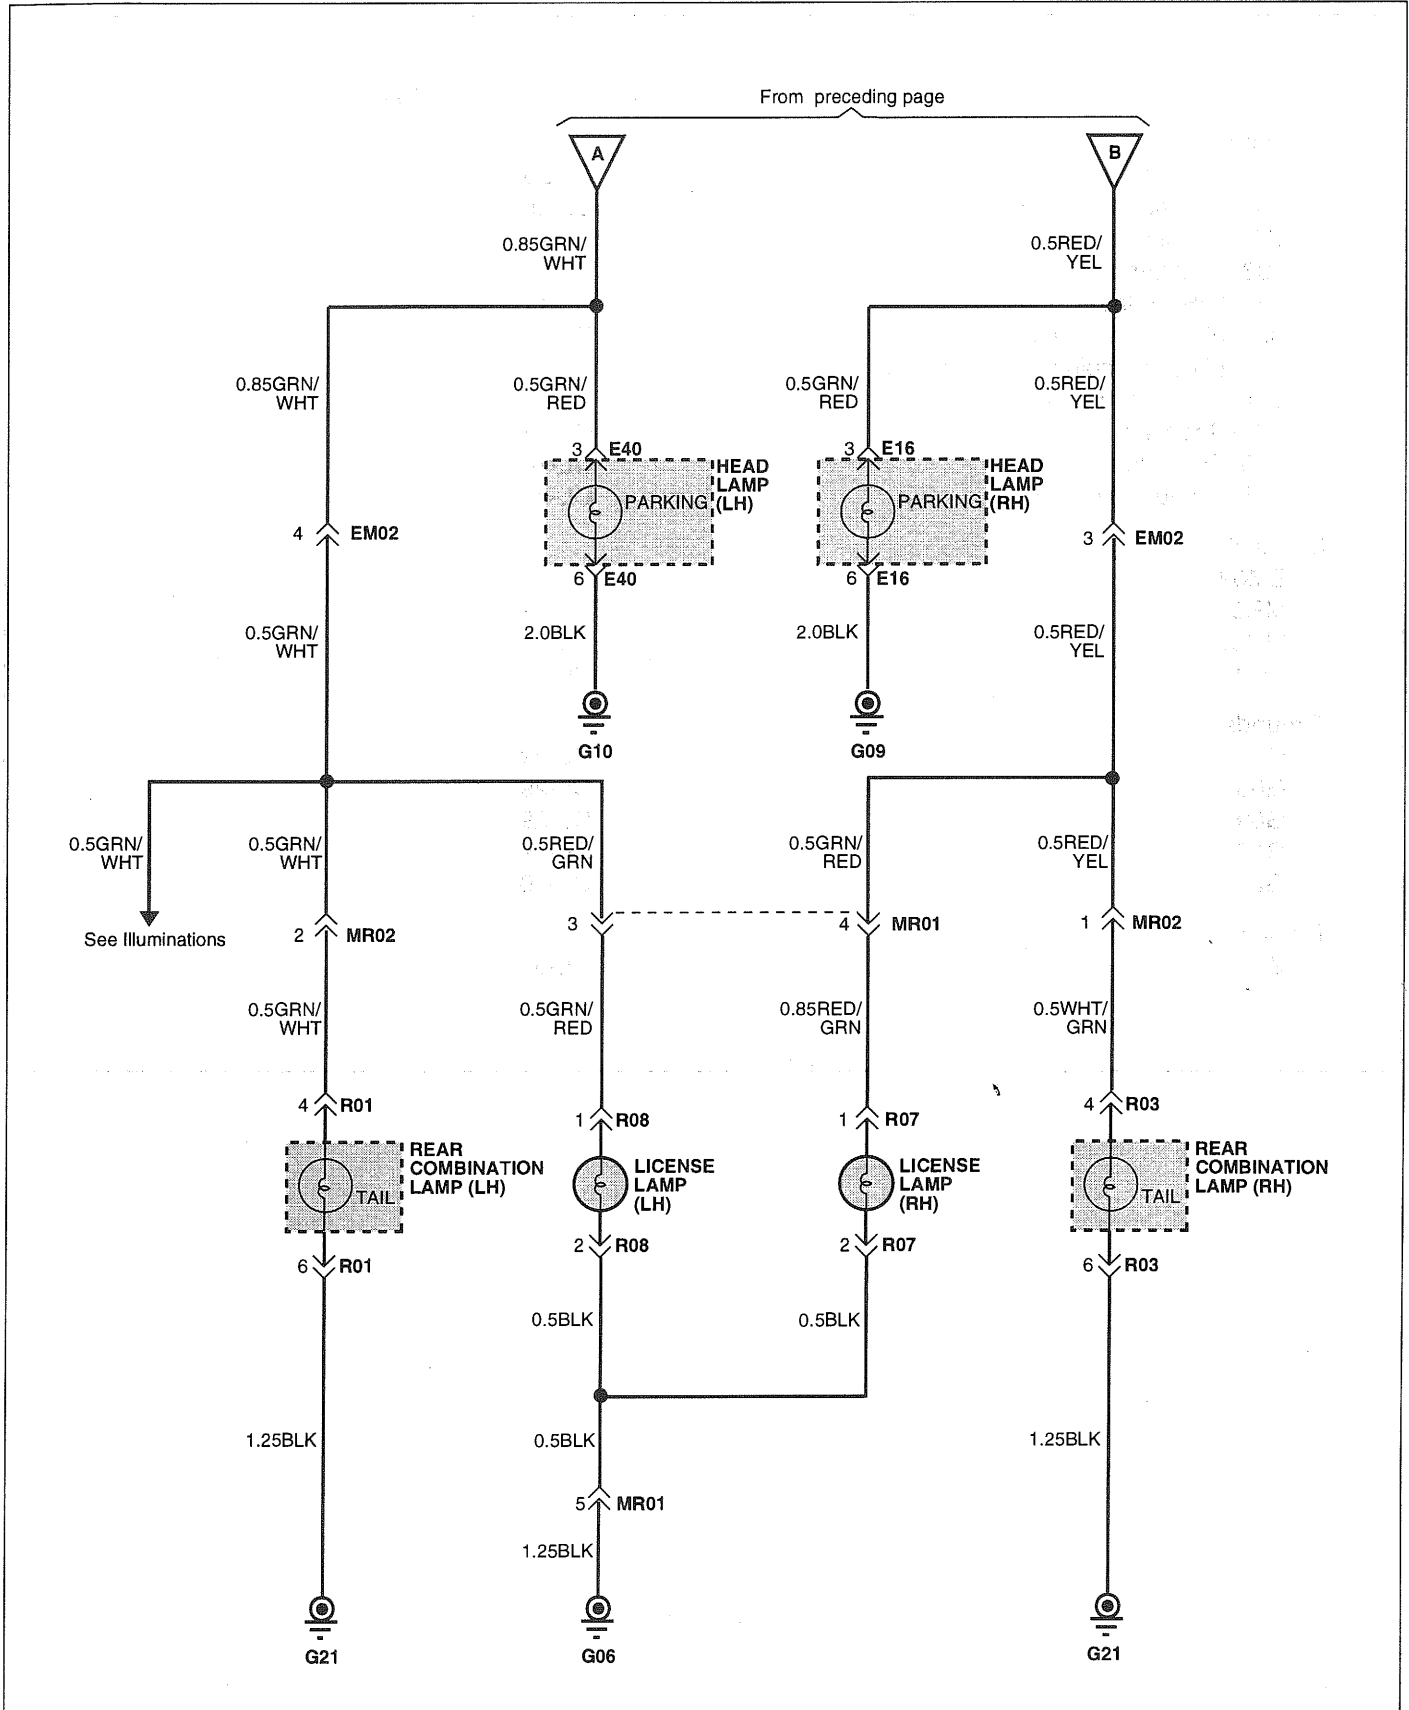 From preceding page
A
B
0.85GRN/
WHT
0.5RED/
YEL
0.85GRN/
WHT
0.5GRN/
RED
0.5GRN/
RED
0.5RED/
YEL
3 E40
HEAD
LAMP
(LH)
PARKING
6 E40
3 E16
HEAD
LAMP
(RH)
PARKING
6 E16
4 EM02
3 EM02
0.5GRN/
WHT
2.0BLK
2.0BLK
0.5RED/
YEL
G10
G09
0.5GRN/
WHT
0.5GRN/
WHT
0.5RED/
GRN
0.5GRN/
RED
0.5RED/
YEL
See Illuminations
2 MR02
3
4 MR01
1 MR02
0.5GRN/
WHT
0.5GRN/
RED
0.85RED/
GRN
0.5WHT/
GRN
4 R01
1 R08
1 R07
4 R03
REAR
COMBINATION
LAMP (LH)
TAIL
LICENSE
LAMP
(LH)
LICENSE
LAMP
(RH)
REAR
COMBINATION
LAMP (RH)
TAIL
6 R01
2 R08
2 R07
6 R03
0.5BLK
0.5BLK
1.25BLK
0.5BLK
1.25BLK
5 MR01
1.25BLK
G21
G06
G21